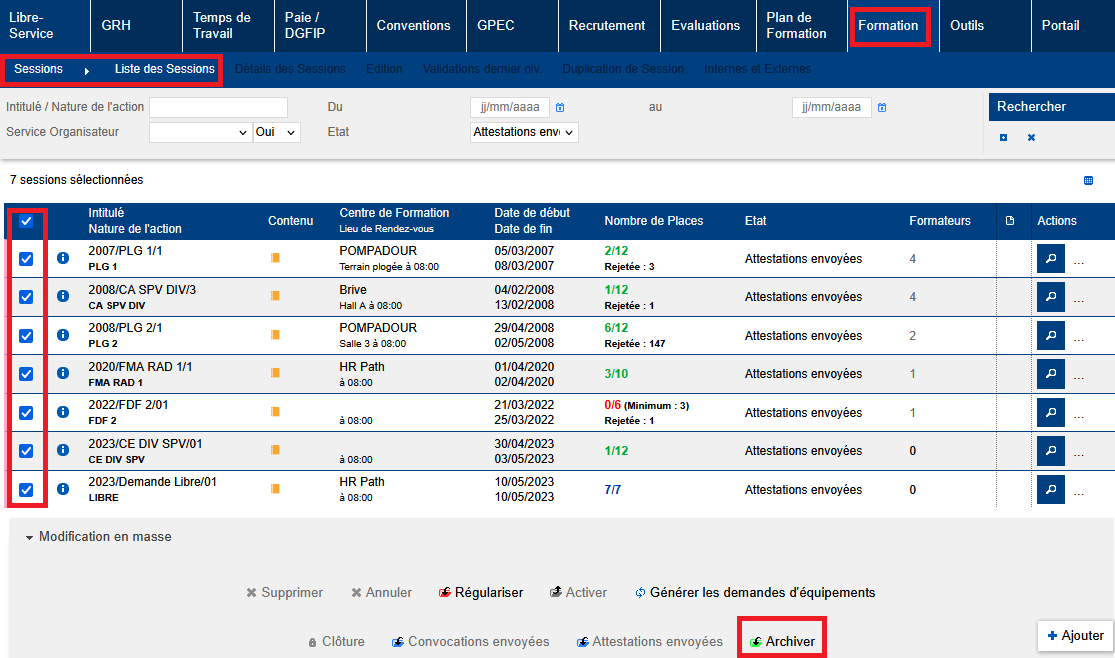 Libre-Service GRH Temps de Travail Paie / DGFIP Conventions GPEC Recrutement Evaluations Plan de Formation Formation Outils Portail
Sessions Liste des Sessions Détails des Sessions Edition Validations dernier niv. Duplication de Session Internes et Externes
Intitulé / Nature de l'action Du jj/mm/aaaa au jj/mm/aaaa Rechercher
Service Organisateur Oui Etat Attestations env
7 sessions sélectionnées
Intitulé Centre de Formation Date de début
Contenu Nombre de Places Etat Formateurs Actions
Nature de l'action Lieu de Rendez-vous Date de fin
2007/PLG 1/1 POMPADOUR 05/03/2007 2/12
Attestations envoyées 4 ...
PLG 1 Terrain plogée à 08:00 08/03/2007 Rejetée : 3
2008/CA SPV DIV/3 Brive 04/02/2008 1/12
Attestations envoyées 4 ...
CA SPV DIV Hall A à 08:00 13/02/2008 Rejetée : 1
2008/PLG 2/1 POMPADOUR 29/04/2008 6/12
Attestations envoyées 2 ...
PLG 2 Salle 3 à 08:00 02/05/2008 Rejetée : 147
2020/FMA RAD 1/1 HR Path 01/04/2020
3/10 Attestations envoyées 1 ...
FMA RAD 1 à 08:00 02/04/2020
2022/FDF 2/01 21/03/2022 0/6 (Minimum : 3)
Attestations envoyées 1 ...
FDF 2 à 08:00 25/03/2022 Rejetée : 1
2023/CE DIV SPV/01 30/04/2023
1/12 Attestations envoyées 0 ...
CE DIV SPV à 08:00 03/05/2023
2023/Demande Libre/01 HR Path 10/05/2023
7/7 Attestations envoyées 0 ...
LIBRE à 08:00 10/05/2023
Modification en masse
Supprimer Annuler Régulariser Activer Générer les demandes d'équipements
Clôture Convocations envoyées Attestations envoyées Archiver + Ajouter